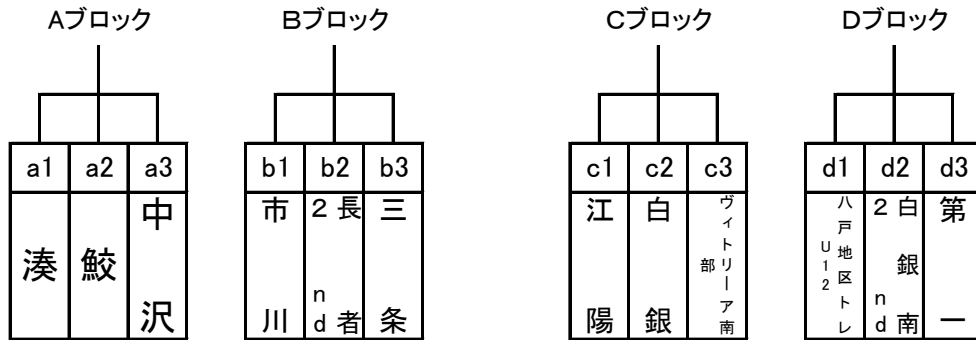 Aブロック
Bブロック
Cブロック
Dブロック
a1 a2 a3
b1 b2 b3
c1 c2 c3
d1 d2 d3
湊
鮫
中沢
市川
長者
2nd
三条
江陽
白銀
ヴィトリーア南
部
八戸地区トレ
U12
白銀南
2nd
第一